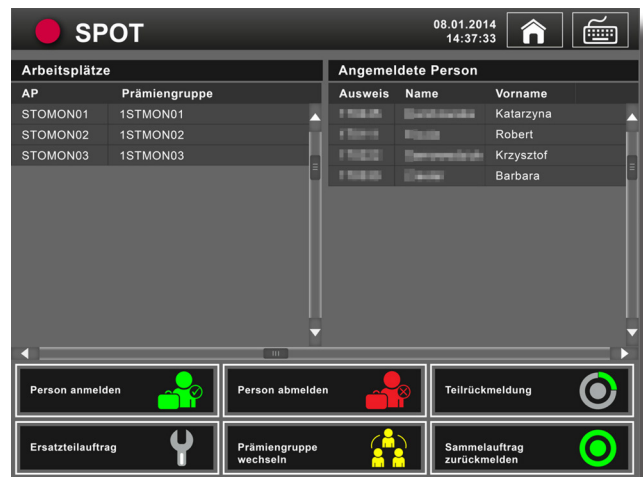 SPOT
08.01.2014
14:37:33
Arbeitsplätze
AP Prämiengruppe
STOMON01 1STMON01
STOMON02 1STMON02
STOMON03 1STMON03
Angemeldete Person
Ausweis Name Vorname
Katarzyna
Robert
Krzysztof
Barbara
Person anmelden
Person abmelden
Teilrückmeldung
Ersatzteilauftrag
Prämiengruppe
wechseln
Sammelauftrag
zurückmelden